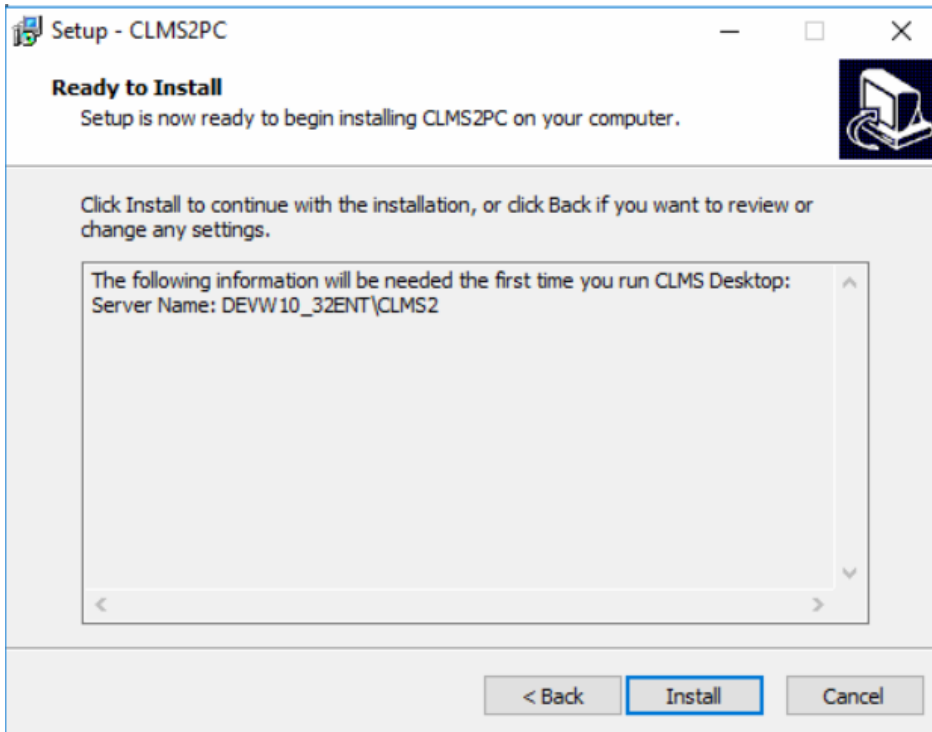 Setup - CLMS2PC
Ready to Install
Setup is now ready to begin installing CLMS2PC on your computer.
Click Install to continue with the installation, or click Back if you want to review or
change any settings.
The following information will be needed the first time you run CLMS Desktop:
Server Name: DEVW10_32ENT\CLMS2
< Back
Install
Cancel